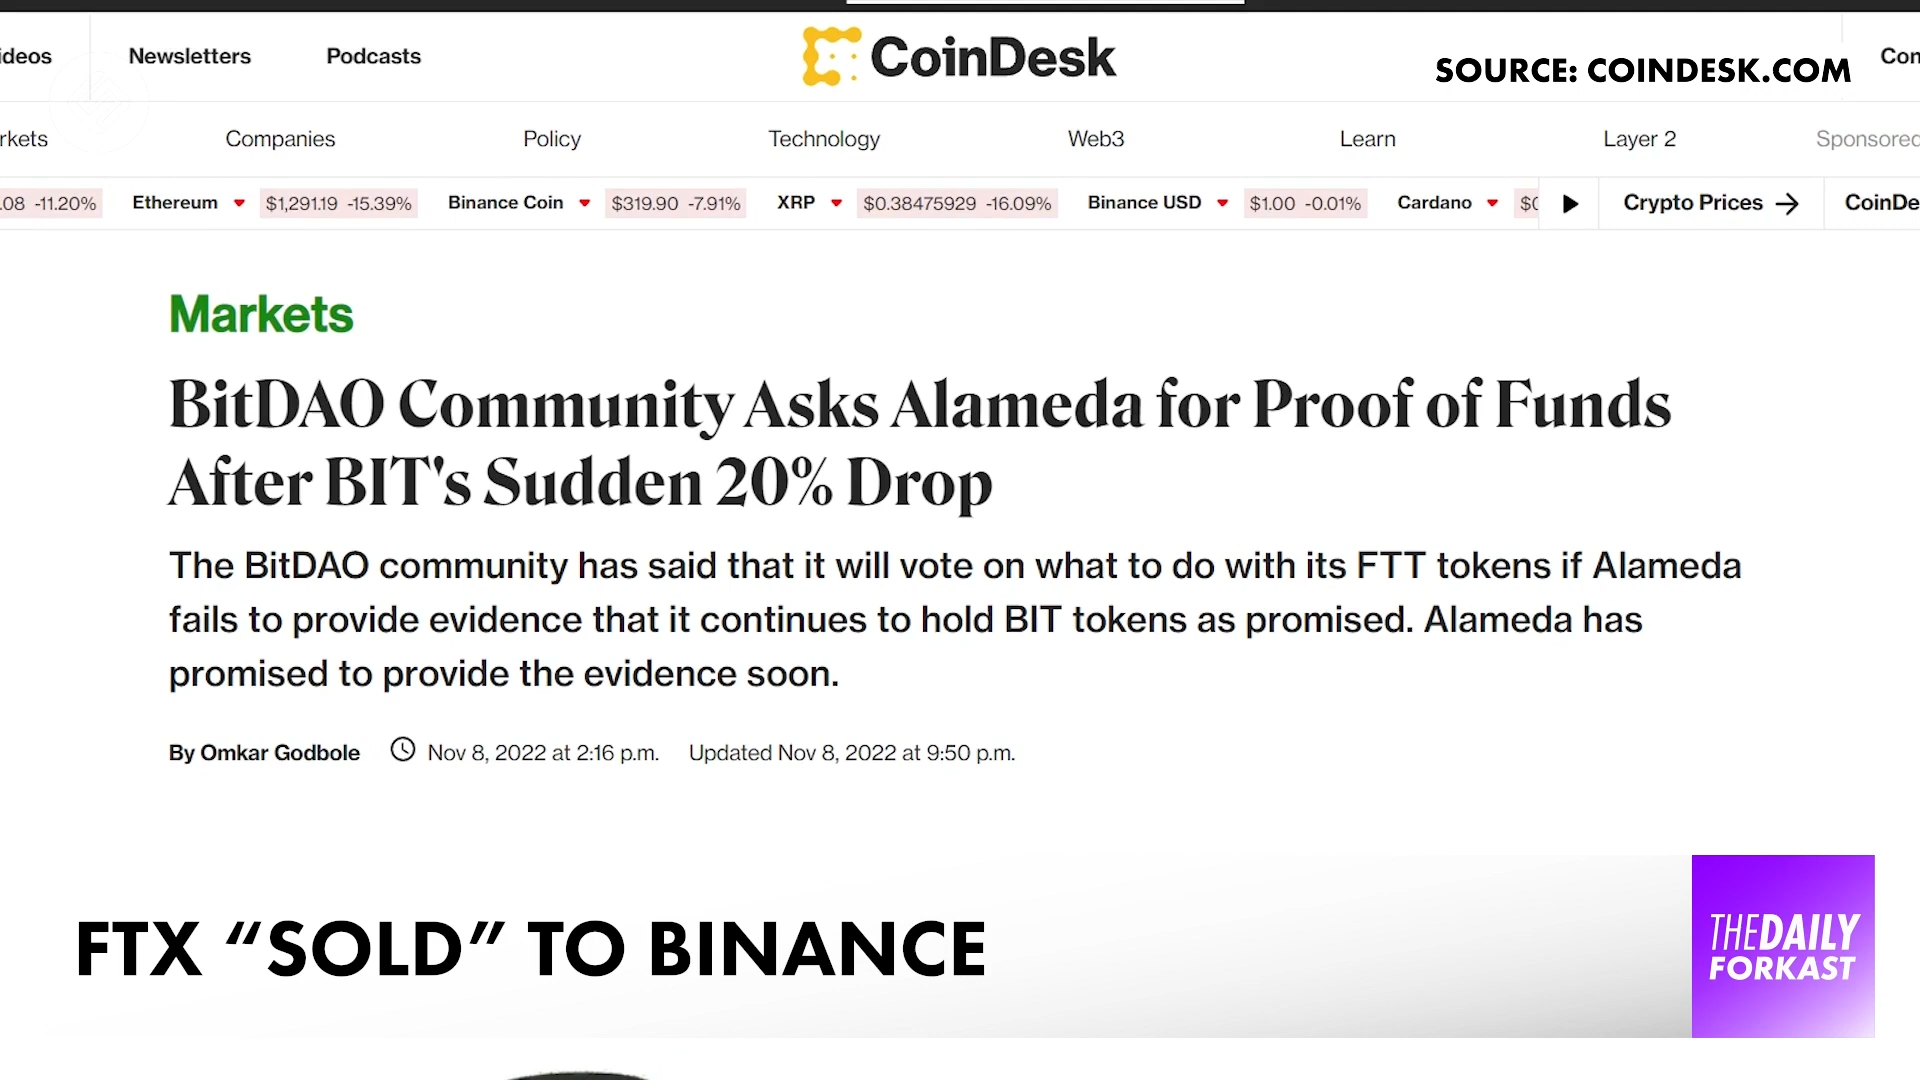 ideos Newsletters Podcasts CoinDesk SOURCE: COINDESK.COM Con
rkets Companies Policy Technology Web3 Learn Layer 2 Sponsored
.08 -11.20% Ethereum $1,291.19 -15.39% Binance Coin $319.90 -7.91% XRP $0.38475929 -16.09% Binance USD $1.00 -0.01% Cardano $0 Crypto Prices CoinDe
Markets
BitDAO Community Asks Alameda for Proof of Funds
After BIT's Sudden 20% Drop
The BitDAO community has said that it will vote on what to do with its FTT tokens if Alameda
fails to provide evidence that it continues to hold BIT tokens as promised. Alameda has
promised to provide the evidence soon.
By Omkar Godbole Nov 8, 2022 at 2:16 p.m. Updated Nov 8, 2022 at 9:50 p.m.
FTX “SOLD” TO BINANCE
THE DAILY
FORKAST